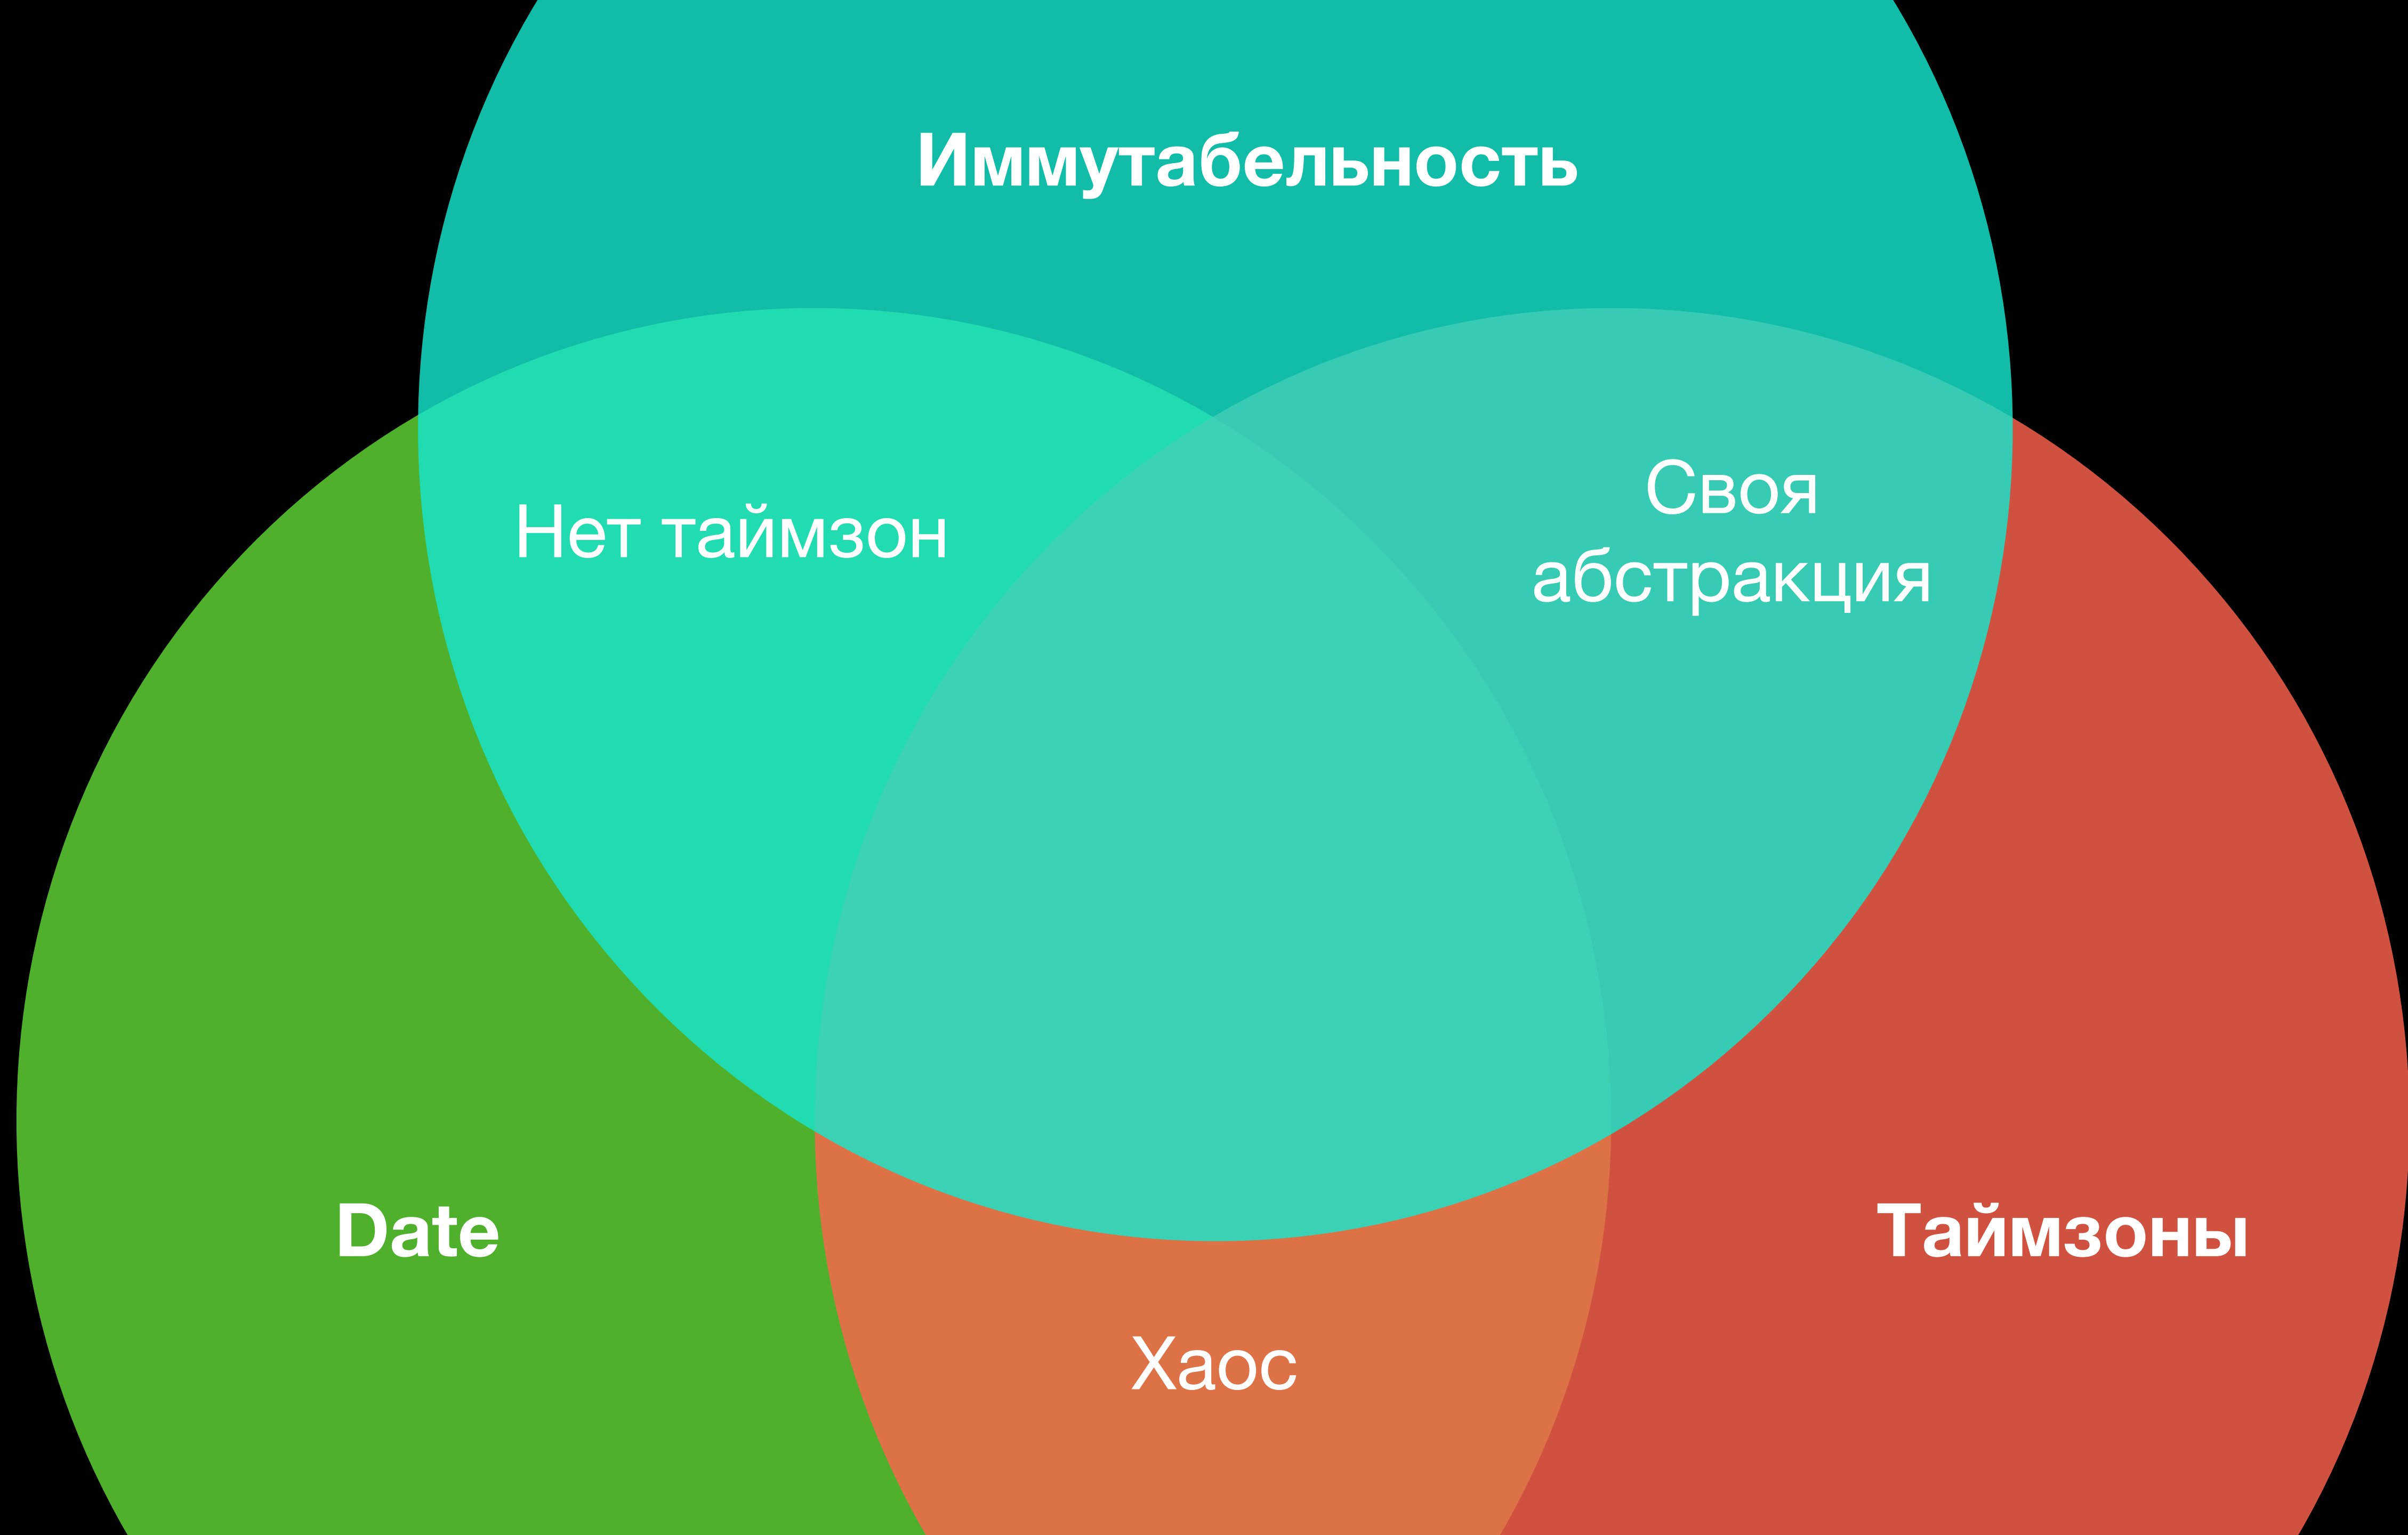 Иммутабельность
Нет таймзон
Своя
абстракция
Date
Таймзоны
Хаос